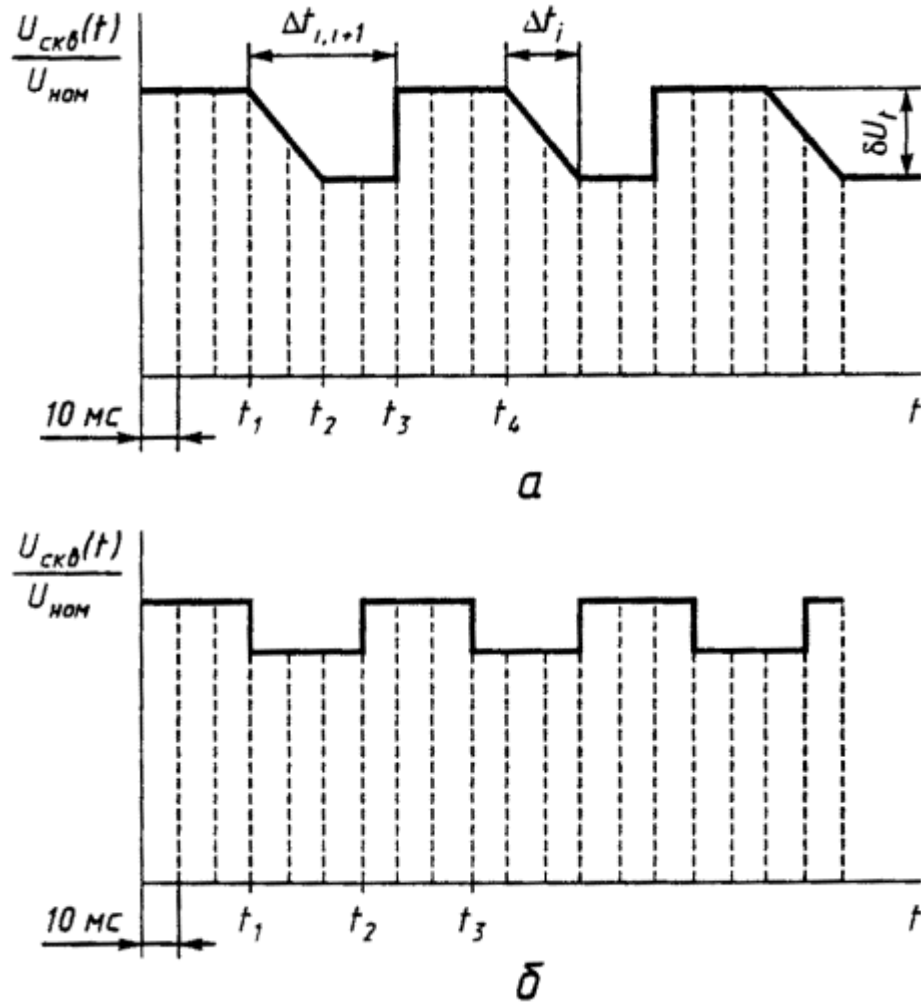 U_скв(t)
U_ном
Δt_i,i+1
Δt_i
δU_t
10 мс
t_1
t_2
t_3
t_4
t
а
U_скв(t)
U_ном
10 мс
t_1
t_2
t_3
t
б